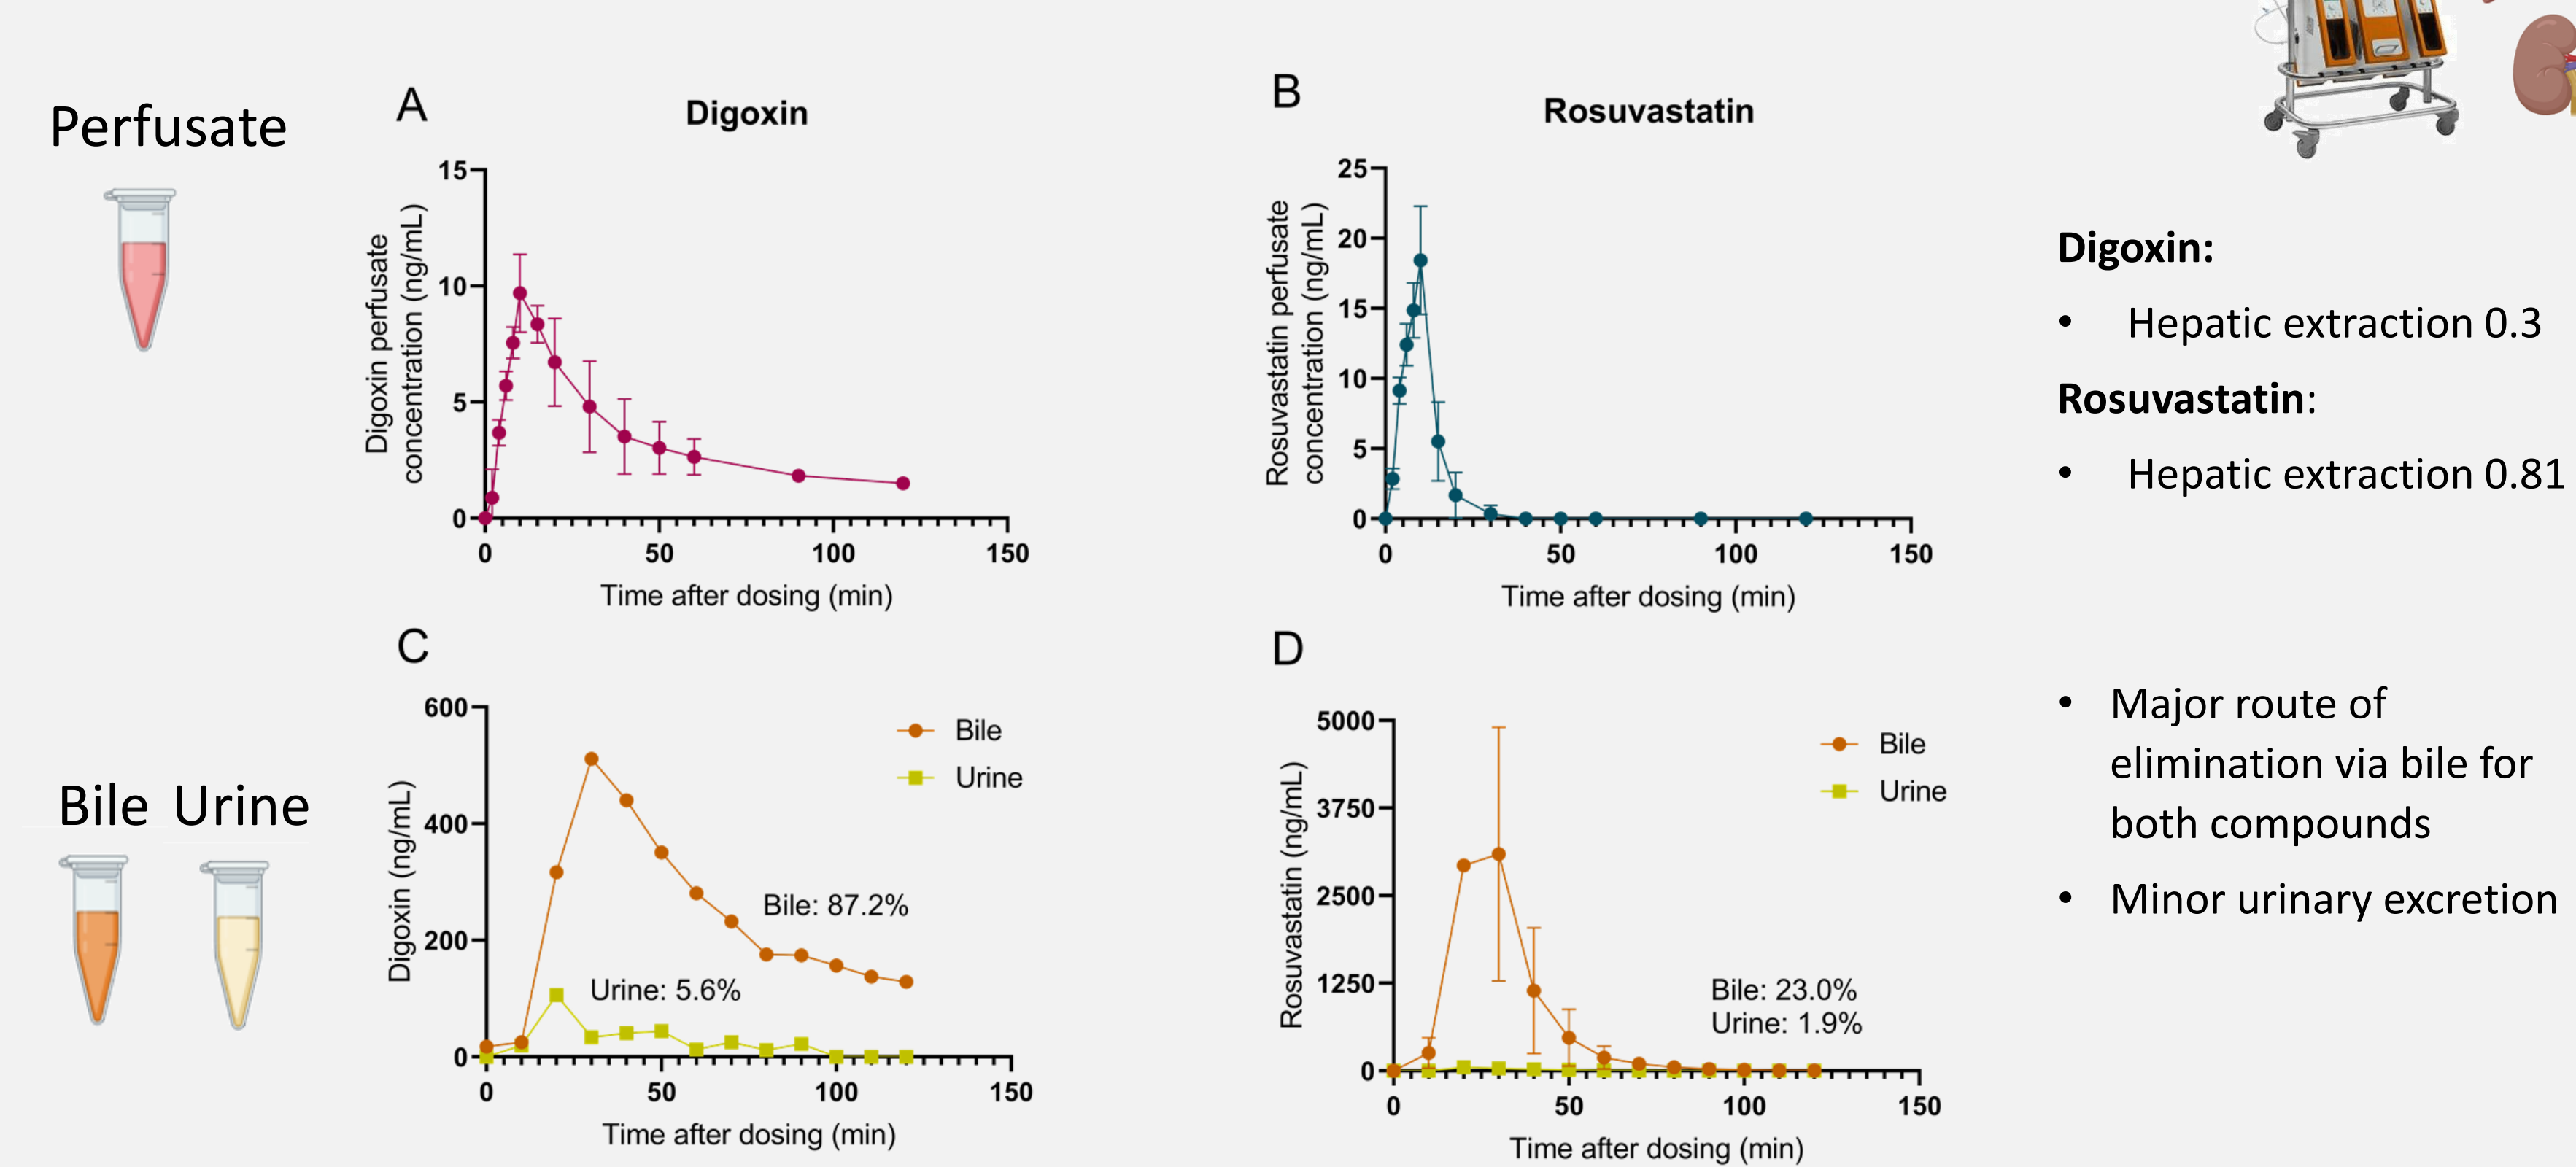 Perfusate
A
Digoxin
Digoxin perfusate
concentration (ng/mL)
15
10
5
0
0 50 100 150
Time after dosing (min)
B
Rosuvastatin
Rosuvastatin perfusate
concentration (ng/mL)
25
20
15
10
5
0
0 50 100 150
Time after dosing (min)
Digoxin:
• Hepatic extraction 0.3
Rosuvastatin:
• Hepatic extraction 0.81
Bile Urine
C
Digoxin (ng/mL)
600
400
200
0
0 50 100 150
Time after dosing (min)
Bile
Urine
Bile: 87.2%
Urine: 5.6%
D
Rosuvastatin (ng/mL)
5000
3750
2500
1250
0
0 50 100 150
Time after dosing (min)
Bile
Urine
Bile: 23.0%
Urine: 1.9%
• Major route of
elimination via bile for
both compounds
• Minor urinary excretion